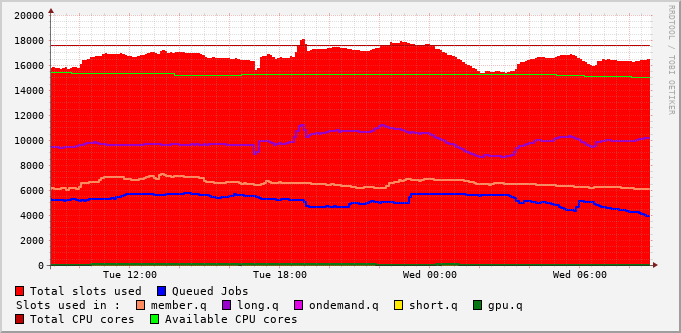 RRDTOOL / TOBI OETIKER
20000
18000
16000
14000
12000
10000
8000
6000
4000
2000
0
Tue 12:00 Tue 18:00 Wed 00:00 Wed 06:00
Total slots used Queued Jobs
Slots used in : member.q long.q ondemand.q short.q gpu.q
Total CPU cores Available CPU cores